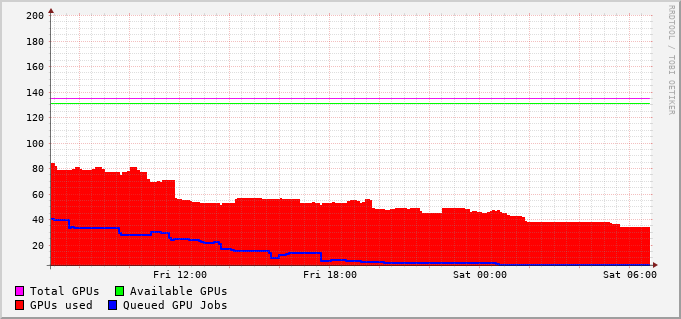 200
180
160
140
120
100
80
60
40
20
Fri 12:00 Fri 18:00 Sat 00:00 Sat 06:00
Total GPUs Available GPUs
GPUs used Queued GPU Jobs
RRDTOOL / TOBI OETIKER